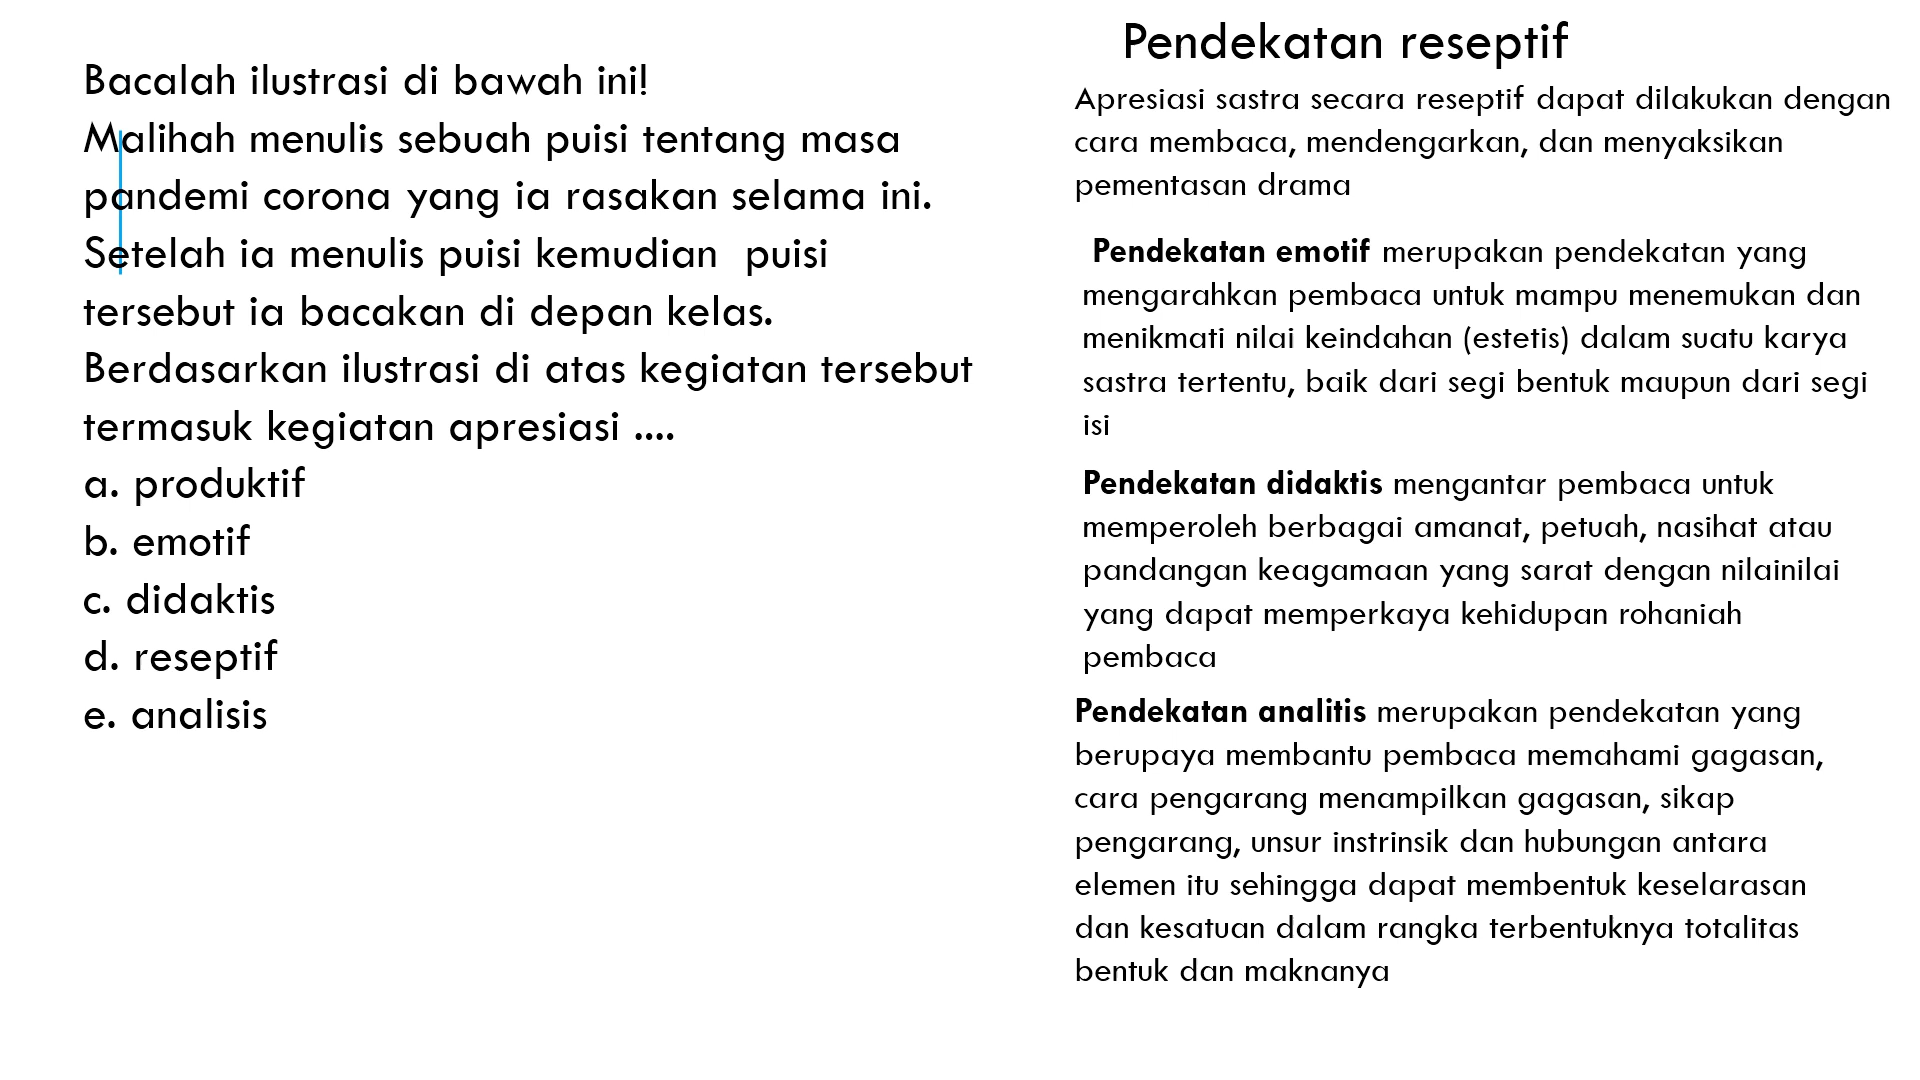 Bacalah ilustrasi di bawah ini!
Malihah menulis sebuah puisi tentang masa
pandemi corona yang ia rasakan selama ini.
Setelah ia menulis puisi kemudian  puisi
tersebut ia bacakan di depan kelas.
Berdasarkan ilustrasi di atas kegiatan tersebut
termasuk kegiatan apresiasi ....
a. produktif
b. emotif
c. didaktis
d. reseptif
e. analisis
Pendekatan reseptif
Apresiasi sastra secara reseptif dapat dilakukan dengan
cara membaca, mendengarkan, dan menyaksikan
pementasan drama
Pendekatan emotif merupakan pendekatan yang
mengarahkan pembaca untuk mampu menemukan dan
menikmati nilai keindahan (estetis) dalam suatu karya
sastra tertentu, baik dari segi bentuk maupun dari segi
isi
Pendekatan didaktis mengantar pembaca untuk
memperoleh berbagai amanat, petuah, nasihat atau
pandangan keagamaan yang sarat dengan nilainilai
yang dapat memperkaya kehidupan rohaniah
pembaca
Pendekatan analitis merupakan pendekatan yang
berupaya membantu pembaca memahami gagasan,
cara pengarang menampilkan gagasan, sikap
pengarang, unsur instrinsik dan hubungan antara
elemen itu sehingga dapat membentuk keselarasan
dan kesatuan dalam rangka terbentuknya totalitas
bentuk dan maknanya